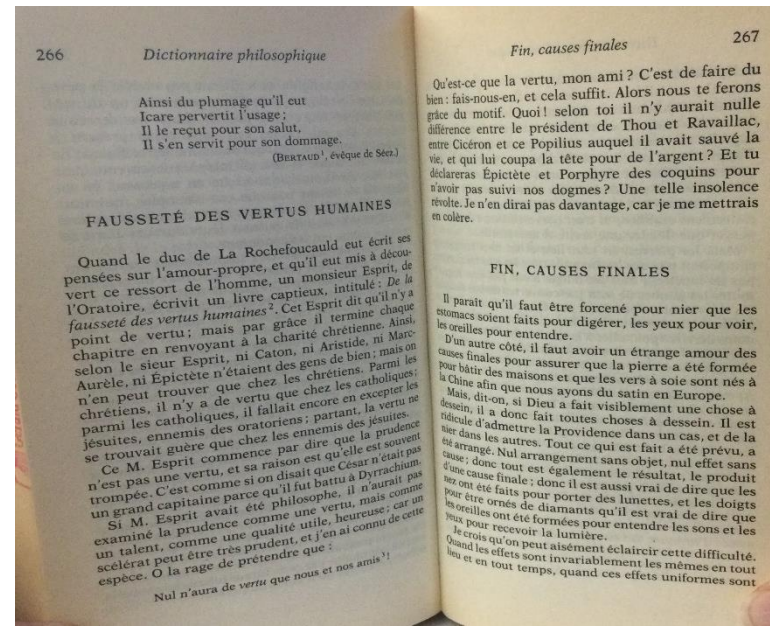 266
Dictionnaire philosophique
Ainsi du plumage qu'il eut
Icare pervertit l'usage ;
Il le reçut pour son salut,
Il s'en servit pour son dommage.
(BERTAUD¹, évêque de Séez.)
FAUSSETÉ DES VERTUS HUMAINES
Quand le duc de La Rochefoucauld eut écrit ses
pensées sur l'amour-propre, et qu'il eut mis à décou-
vert ce ressort de l'homme, un monsieur Esprit, de
l'Oratoire, écrivit un livre captieux, intitulé : De la
fausseté des vertus humaines². Cet Esprit dit qu'il n'y a
point de vertu ; mais par grâce il termine chaque
chapitre en renvoyant à la charité chrétienne. Ainsi,
selon le sieur Esprit, ni Caton, ni Aristide, ni Marc-
Aurèle, ni Épictète n'étaient des gens de bien ; mais on
n'en peut trouver que chez les chrétiens. Parmi les
chrétiens, il n'y a de vertu que chez les catholiques ;
parmi les catholiques, il fallait encore en excepter les
jésuites, ennemis des oratoriens ; partant, la vertu ne
se trouvait guère que chez les ennemis des jésuites.
Ce M. Esprit commence par dire que la prudence
n'est pas une vertu, et sa raison est qu'elle est souvent
trompée. C'est comme si on disait que César n'était pas
un grand capitaine parce qu'il fut battu à Dyrrachium.
Si M. Esprit avait été philosophe, il n'aurait pas
examiné la prudence comme une vertu, mais comme
un talent, comme une qualité utile, heureuse ; car un
scélérat peut être très prudent, et j'en ai connu de cette
espèce. O la rage de prétendre que :
Nul n'aura de vertu que nous et nos amis³ !
Fin, causes finales
267
Qu'est-ce que la vertu, mon ami ? C'est de faire du
bien : fais-nous-en, et cela suffit. Alors nous te ferons
grâce du motif. Quoi ! selon toi il n'y aurait nulle
différence entre le président de Thou et Ravaillac,
entre Cicéron et ce Popilius auquel il avait sauvé la
vie, et qui lui coupa la tête pour de l'argent ? Et tu
déclareras Épictète et Porphyre des coquins pour
n'avoir pas suivi nos dogmes ? Une telle insolence
révolte. Je n'en dirai pas davantage, car je me mettrais
en colère.
FIN, CAUSES FINALES
Il paraît qu'il faut être forcené pour nier que les
estomacs soient faits pour digérer, les yeux pour voir,
les oreilles pour entendre.
D'un autre côté, il faut avoir un étrange amour des
causes finales pour assurer que la pierre a été formée
pour bâtir des maisons et que les vers à soie sont nés à
la Chine afin que nous ayons du satin en Europe.
Mais, dit-on, si Dieu a fait visiblement une chose à
dessein, il a donc fait toutes choses à dessein. Il est
ridicule d'admettre la Providence dans un cas, et de la
nier dans les autres. Tout ce qui est fait a été prévu, a
été arrangé. Nul arrangement sans objet, nul effet sans
cause ; donc tout est également le résultat, le produit
d'une cause finale ; donc il est aussi vrai de dire que les
nez ont été faits pour porter des lunettes, et les doigts
pour être ornés de diamants qu'il est vrai de dire que
les oreilles ont été formées pour entendre les sons et les
yeux pour recevoir la lumière.
Je crois qu'on peut aisément éclaircir cette difficulté.
Quand les effets sont invariablement les mêmes en tout
lieu et en tout temps, quand ces effets uniformes sont